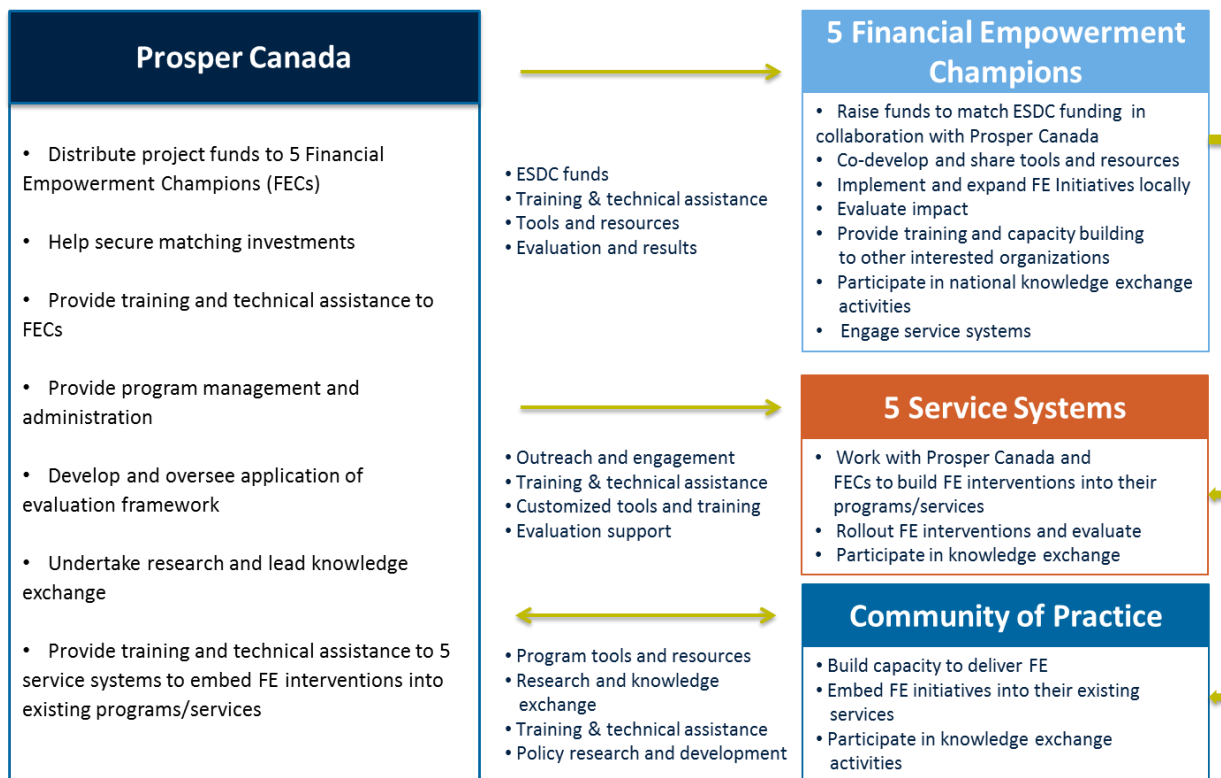 Prosper Canada
• Distribute project funds to 5 Financial
Empowerment Champions (FECs)
• Help secure matching investments
• Provide training and technical assistance to
FECs
• Provide program management and
administration
• Develop and oversee application of
evaluation framework
• Undertake research and lead knowledge
exchange
• Provide training and technical assistance to 5
service systems to embed FE interventions into
existing programs/services
• ESDC funds
• Training & technical assistance
• Tools and resources
• Evaluation and results
• Outreach and engagement
• Training & technical assistance
• Customized tools and training
• Evaluation support
• Program tools and resources
• Research and knowledge
exchange
• Training & technical assistance
• Policy research and development
5 Financial Empowerment
Champions
• Raise funds to match ESDC funding in
collaboration with Prosper Canada
• Co-develop and share tools and resources
• Implement and expand FE Initiatives locally
• Evaluate impact
• Provide training and capacity building
to other interested organizations
• Participate in national knowledge exchange
activities
• Engage service systems
5 Service Systems
• Work with Prosper Canada and
FECs to build FE interventions into their
programs/services
• Rollout FE interventions and evaluate
• Participate in knowledge exchange
Community of Practice
• Build capacity to deliver FE
• Embed FE initiatives into their existing
services
• Participate in knowledge exchange
activities